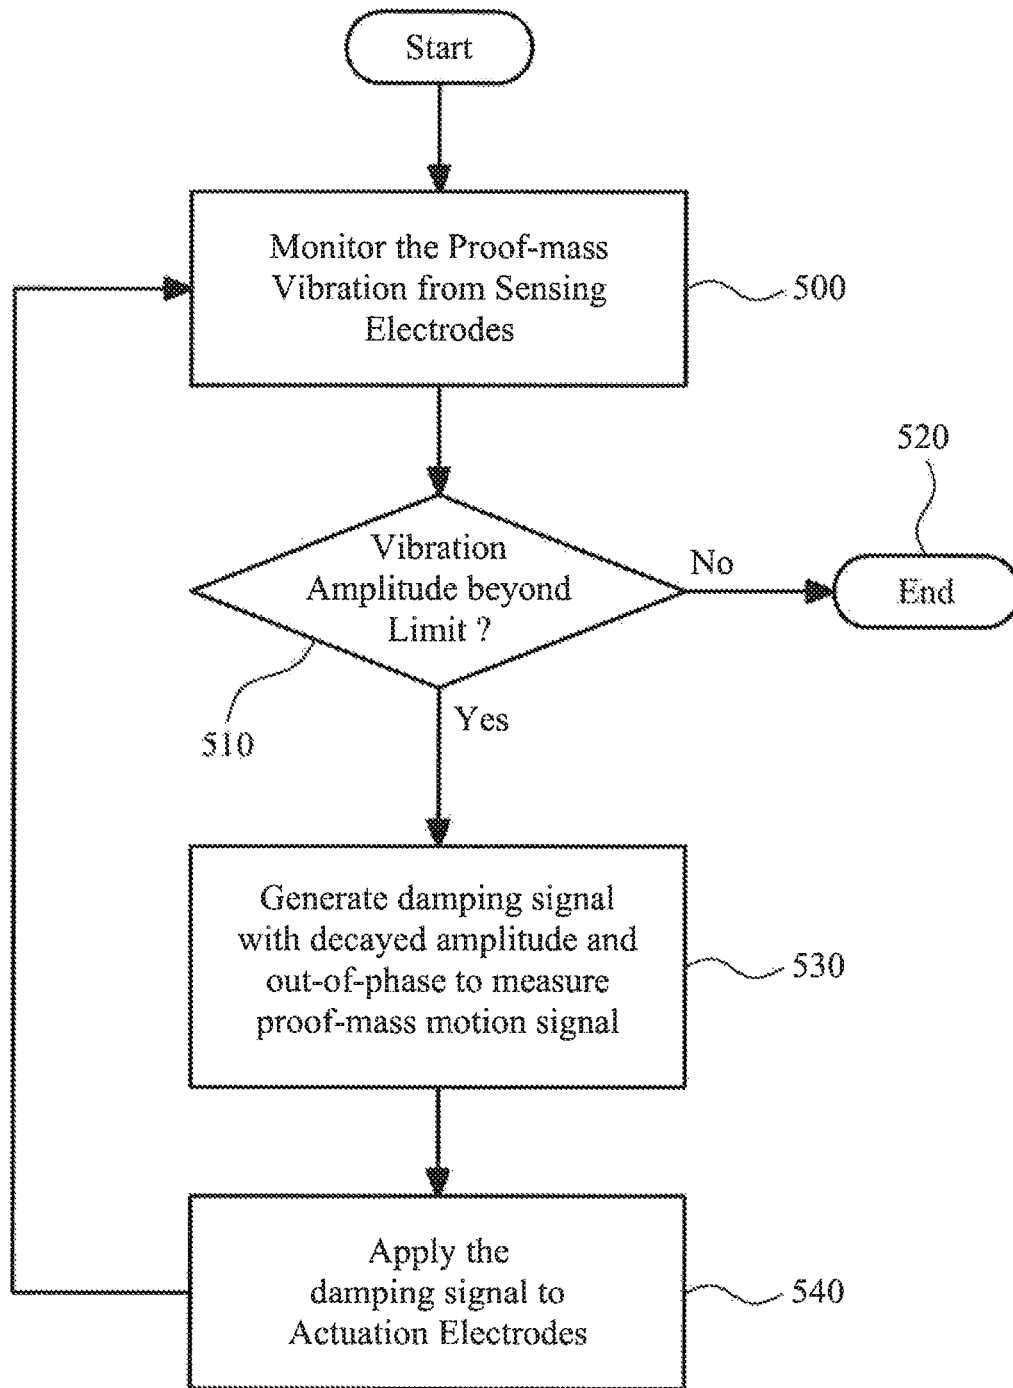 Start
Monitor the Proof-mass
Vibration from Sensing
Electrodes
500
520
Vibration
Amplitude beyond
Limit ?
No
End
510
Yes
Generate damping signal
with decayed amplitude and
out-of-phase to measure
proof-mass motion signal
530
Apply the
damping signal to
Actuation Electrodes
540